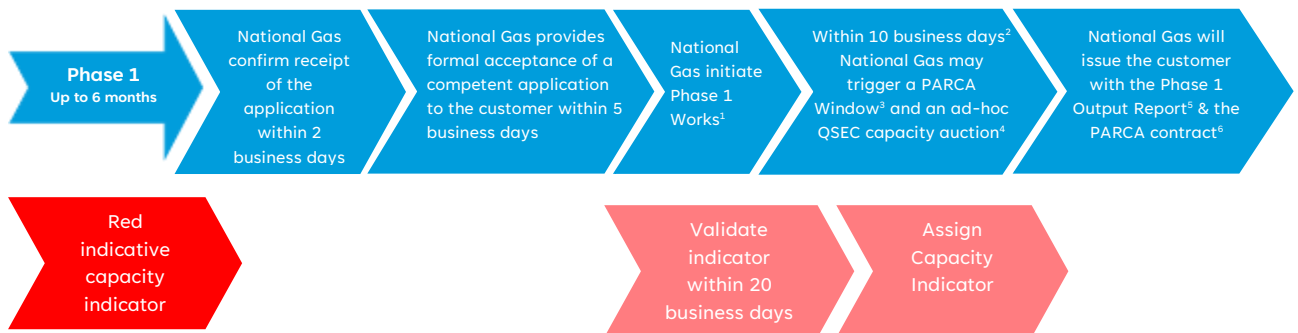 Phase 1
Up to 6 months
National Gas
confirm receipt
of the
application
within 2
business days
National Gas provides
formal acceptance of a
competent application
to the customer within 5
business days
National
Gas initiate
Phase 1
Works¹
Within 10 business days²
National Gas may
trigger a PARCA
Window³ and an ad-hoc
QSEC capacity auction⁴
National Gas will
issue the customer
with the Phase 1
Output Report⁵ & the
PARCA contract⁶
Red
indicative
capacity
indicator
Validate
indicator
within 20
business days
Assign
Capacity
Indicator